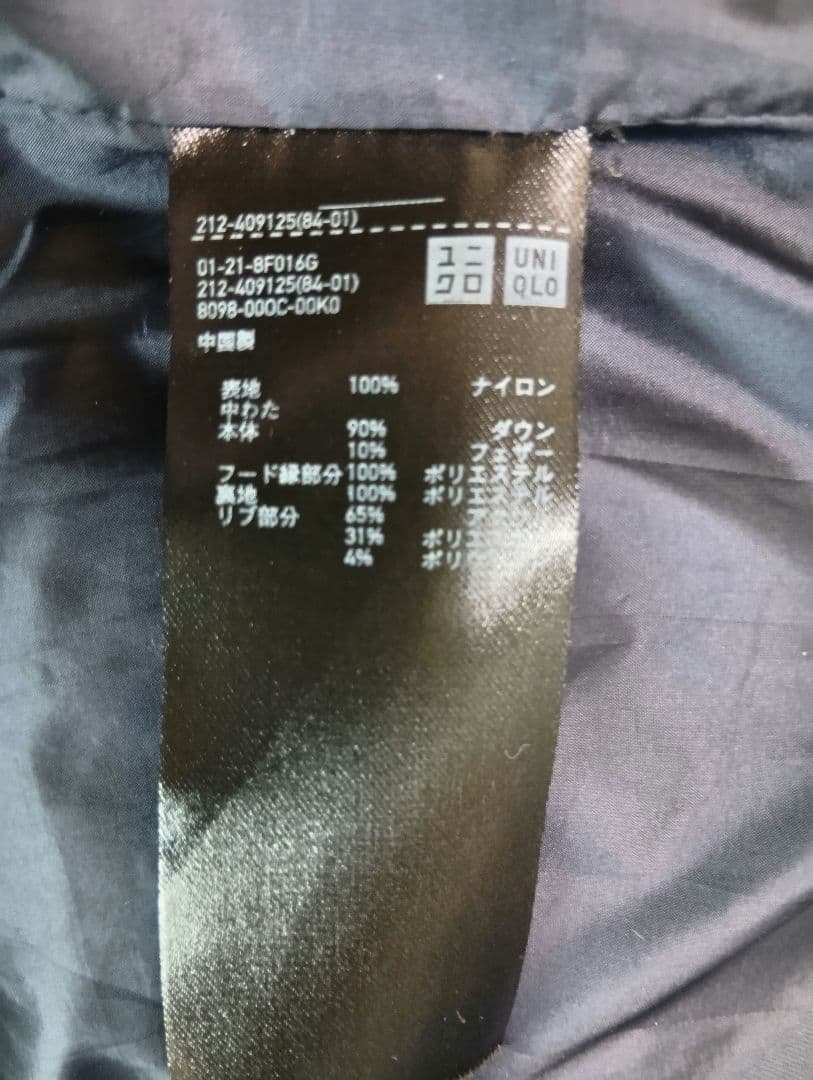 212-409125(84-01)
01-21-8F016G
212-409125(84-01)
8098-000C-00K0
ユニ
クロ
UNI
QLO
中国製
表地 100% ナイロン
中わた
本体 90% ダウン
10% フェザー
フード縁部分 100% ポリエステル
裏地 100% ポリエステル
リブ部分 65%
31%
4%